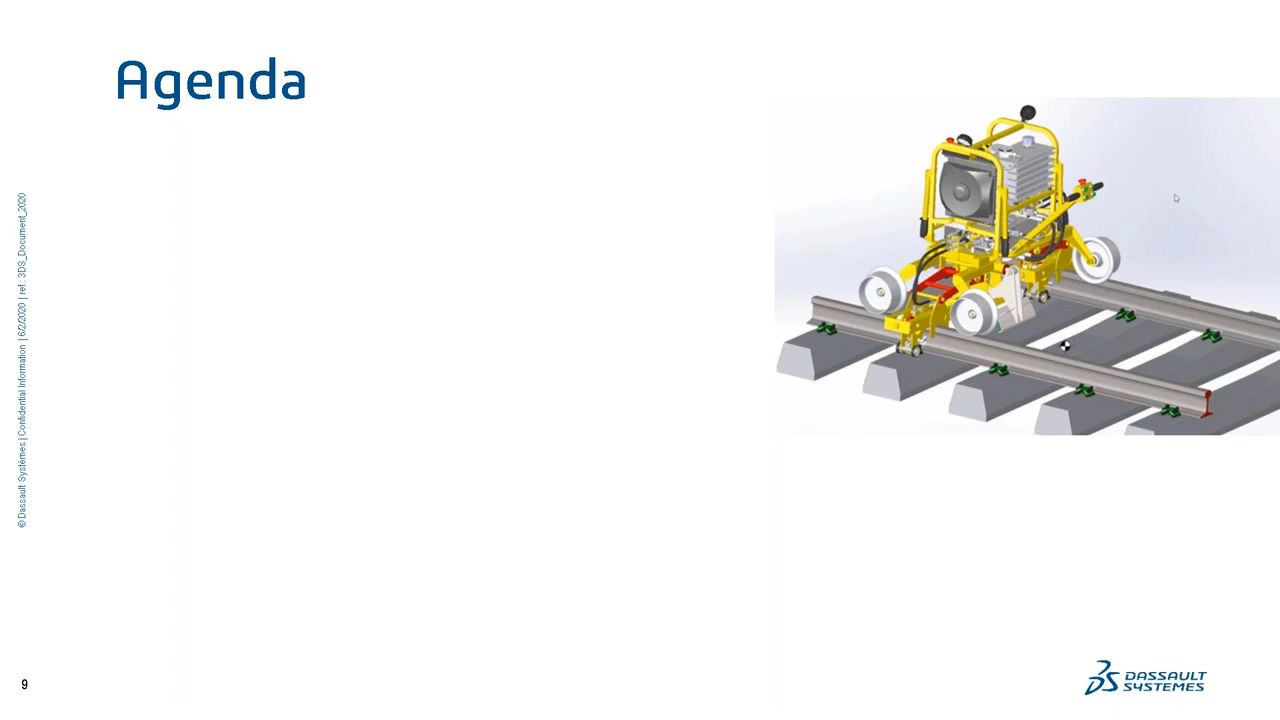 Agenda
© Dassault Systèmes | Confidential Information | 6/2/2020 | ref.: 3DS_Document_2020
9
DASSAULT
SYSTEMES